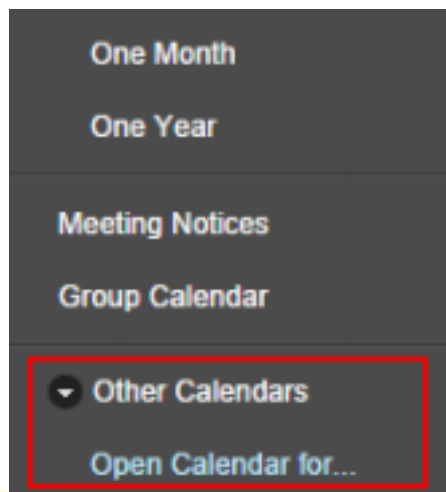 One Month
One Year
Meeting Notices
Group Calendar
Other Calendars
Open Calendar for...